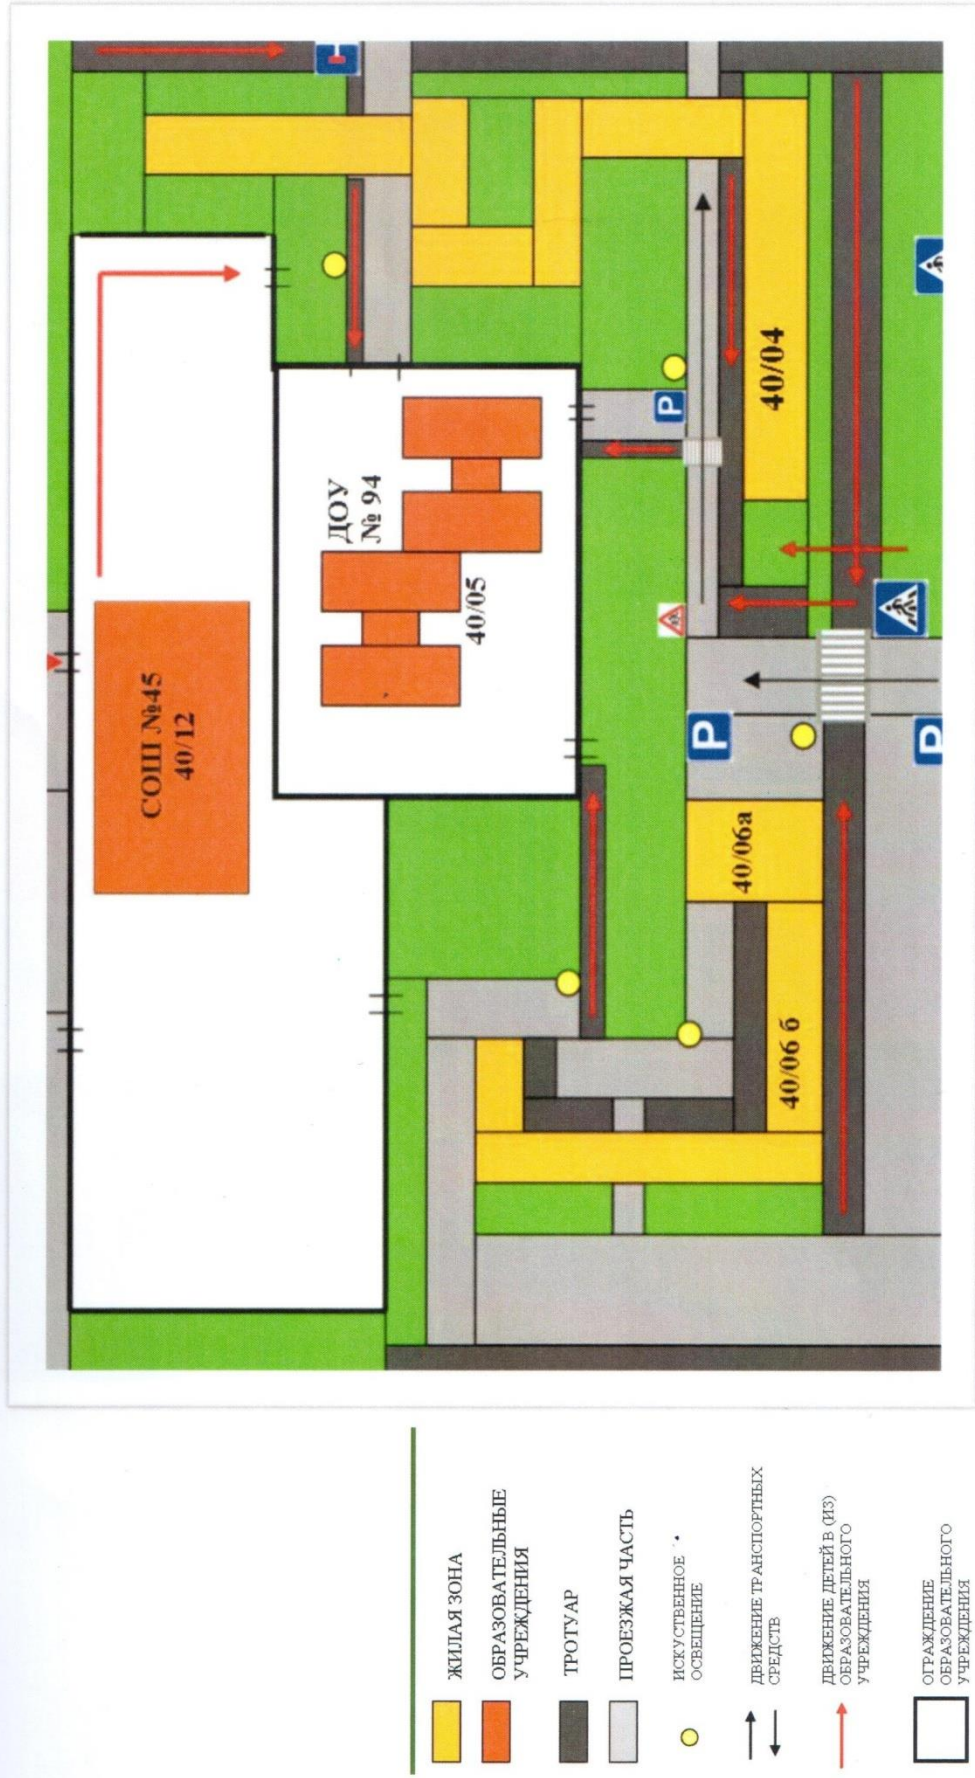 СОШ №45
40/12
ДОУ
№ 94
40/05
P
40/04
P
40/06а
P
40/06 б
ЖИЛАЯ ЗОНА
ОБРАЗОВАТЕЛЬНЫЕ
УЧРЕЖДЕНИЯ
ТРОТУАР
ПРОЕЗЖАЯ ЧАСТЬ
ИСКУСТВЕННОЕ
ОСВЕЩЕНИЕ
ДВИЖЕНИЕ ТРАНСПОРТНЫХ
СРЕДСТВ
ДВИЖЕНИЕ ДЕТЕЙ В (ИЗ)
ОБРАЗОВАТЕЛЬНОГО
УЧРЕЖДЕНИЯ
ОГРАЖДЕНИЕ
ОБРАЗОВАТЕЛЬНОГО
УЧРЕЖДЕНИЯ